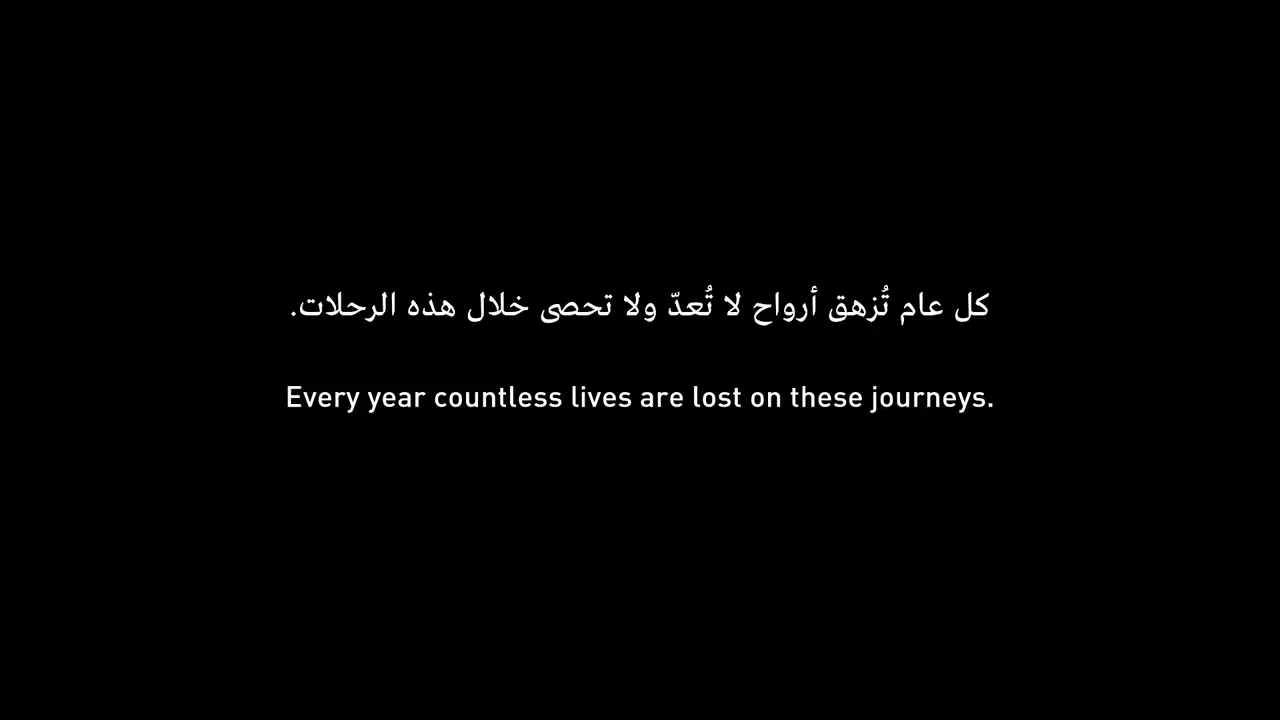 كل عام تُزهق أرواح لا تُعدّ ولا تحصى خلال هذه الرحلات.
Every year countless lives are lost on these journeys.